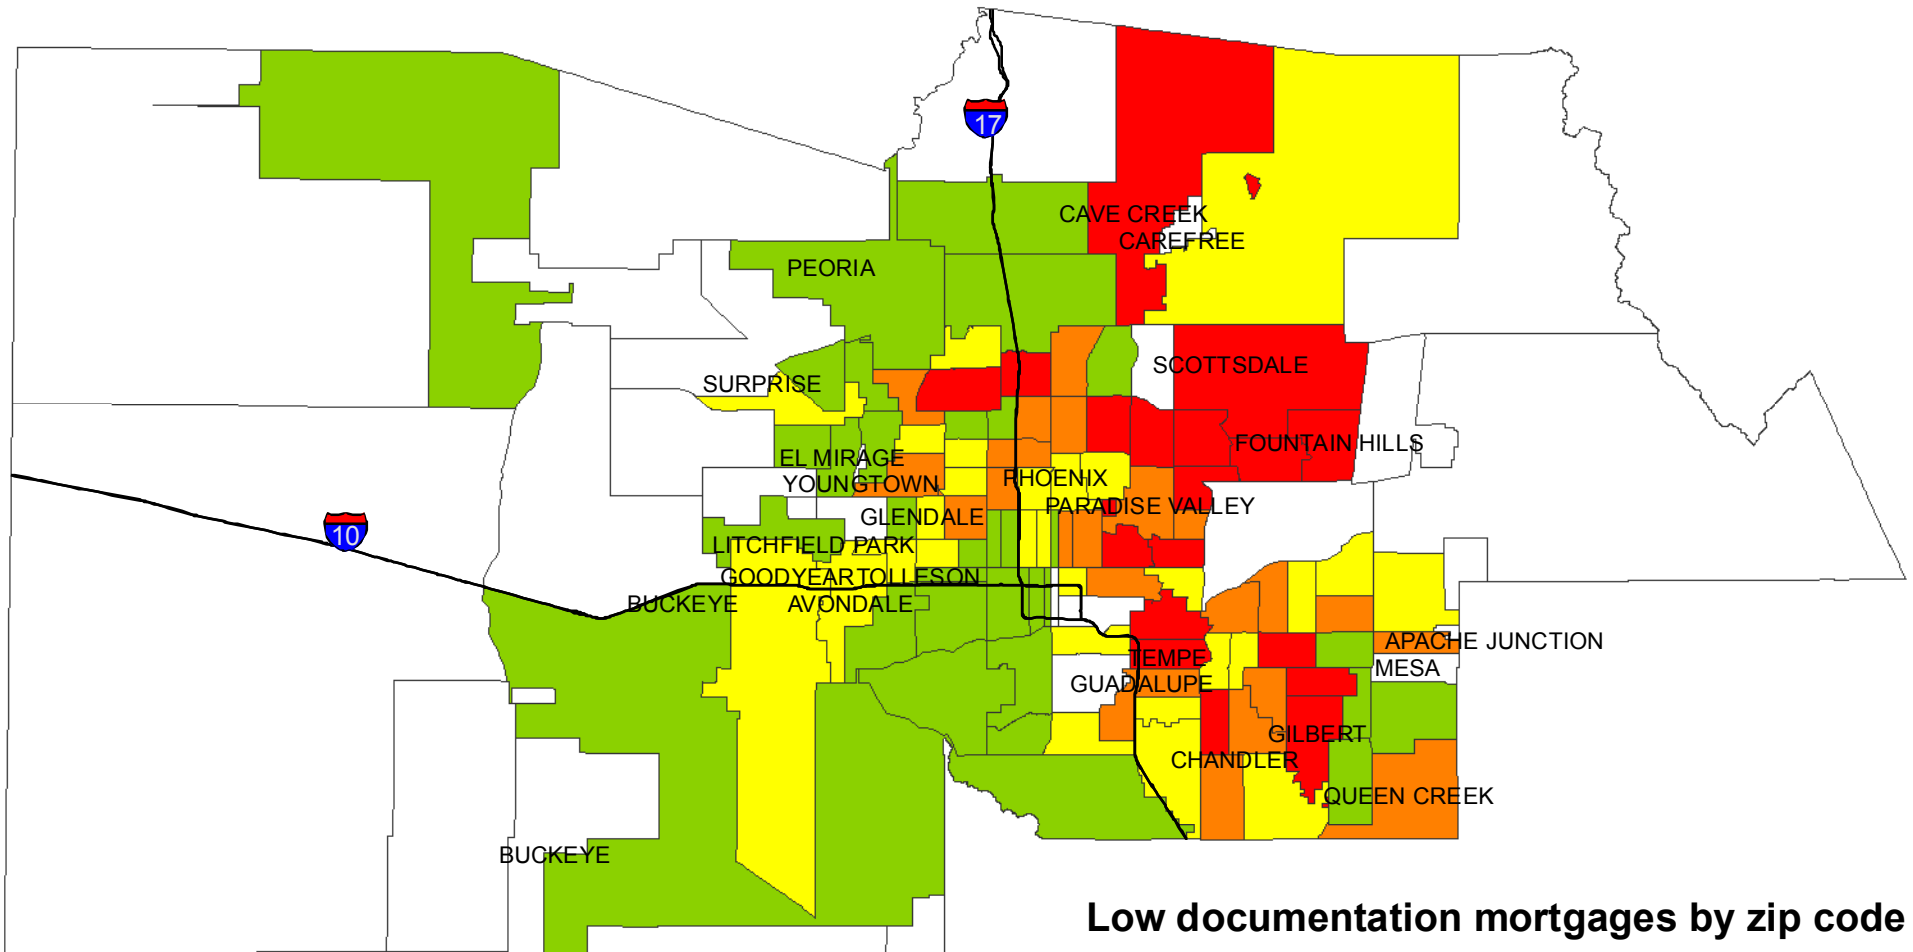 17
CAVE CREEK
CAREFREE
PEORIA
SCOTTSDALE
SURPRISE
FOUNTAIN HILLS
EL MIRAGE
PHOENIX
YOUNGTOWN
PARADISE VALLEY
GLENDALE
10
LITCHFIELD PARK
GOODYEAR TOLLESON
BUCKEYE
AVONDALE
APACHE JUNCTION
TEMPE
MESA
GUADALUPE
GILBERT
CHANDLER
QUEEN CREEK
BUCKEYE
Low documentation mortgages by zip code